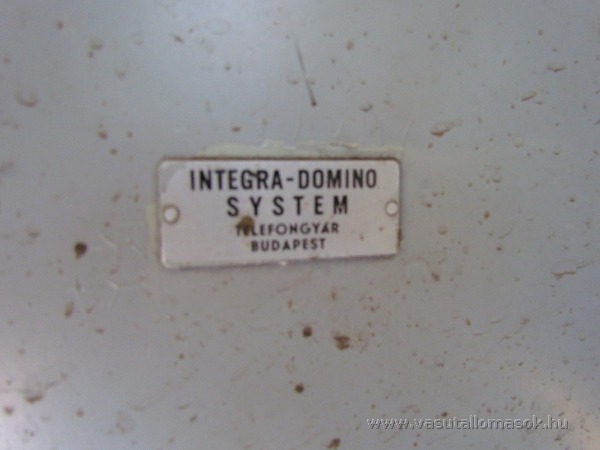 INTEGRA-DOMINO
SYSTEM
TELEFONGYÁR
BUDAPEST
www.vasutallomasok.hu